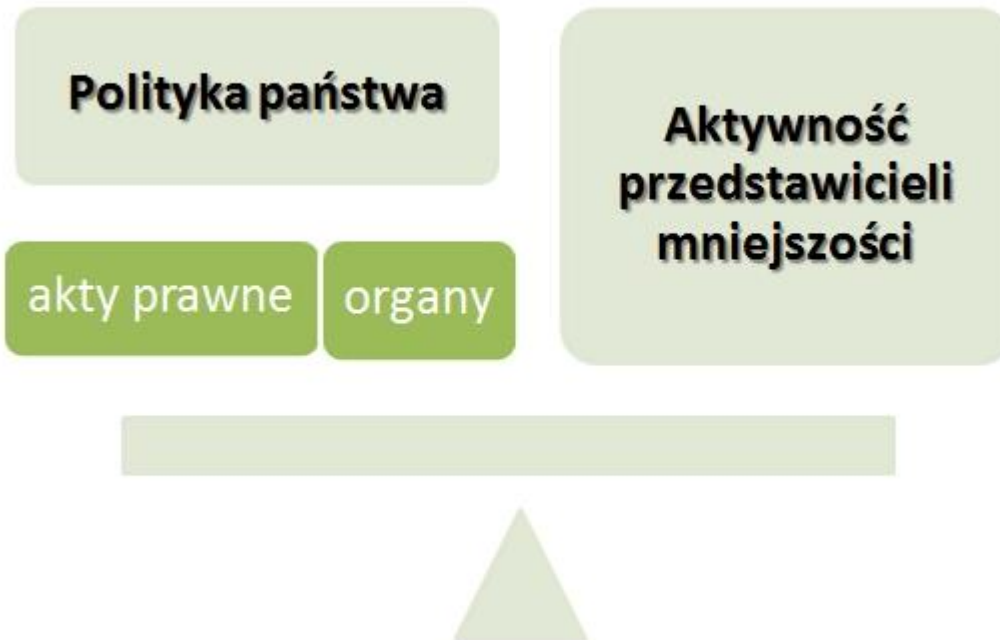 Polityka państwa
akty prawne
organy
Aktywność
przedstawicieli
mniejszości